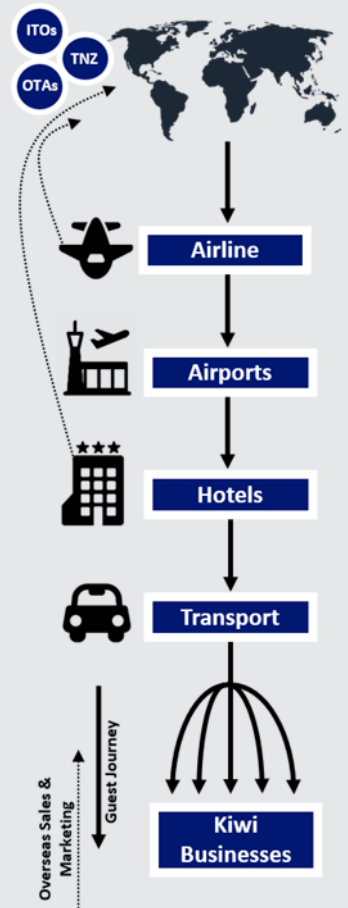 ITOs
TNZ
OTAs
Airline
Airports
Hotels
Transport
Guest Journey
Overseas Sales &
Marketing
Kiwi
Businesses